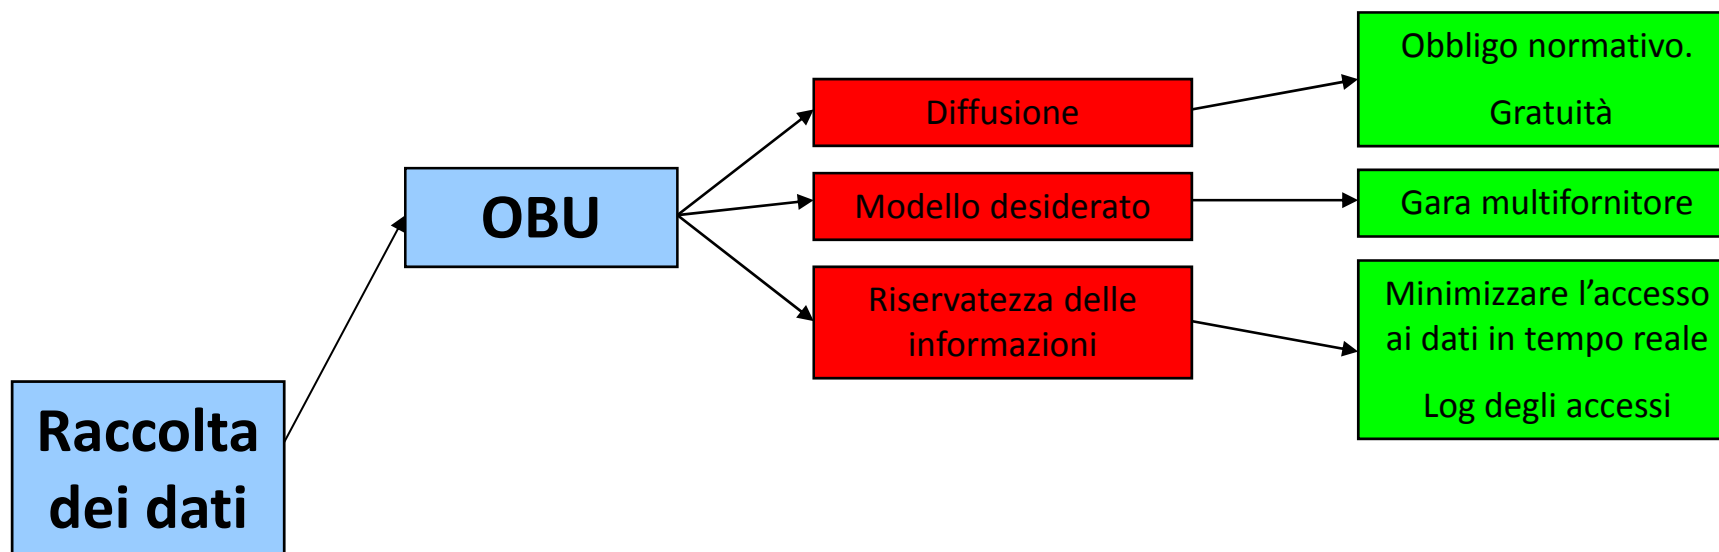 Raccolta
dei dati
OBU
Diffusione
Modello desiderato
Riservatezza delle
informazioni
Obbligo normativo.
Gratuità
Gara multifornitore
Minimizzare l’accesso
ai dati in tempo reale
Log degli accessi